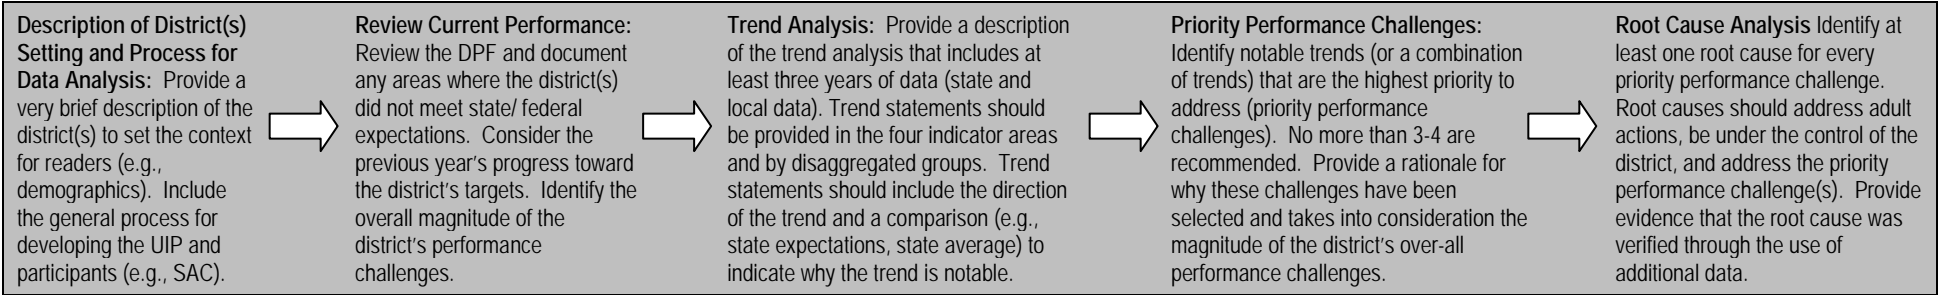 Description of District(s)
Setting and Process for
Data Analysis: Provide a
very brief description of the
district(s) to set the context
for readers (e.g.,
demographics). Include
the general process for
developing the UIP and
participants (e.g., SAC).
Review Current Performance:
Review the DPF and document
any areas where the district(s)
did not meet state/ federal
expectations. Consider the
previous year's progress toward
the district's targets. Identify the
overall magnitude of the
district's performance
challenges.
Trend Analysis: Provide a description
of the trend analysis that includes at
least three years of data (state and
local data). Trend statements should
be provided in the four indicator areas
and by disaggregated groups. Trend
statements should include the direction
of the trend and a comparison (e.g.,
state expectations, state average) to
indicate why the trend is notable.
Priority Performance Challenges:
Identify notable trends (or a combination
of trends) that are the highest priority to
address (priority performance
challenges). No more than 3-4 are
recommended. Provide a rationale for
why these challenges have been
selected and takes into consideration the
magnitude of the district's over-all
performance challenges.
Root Cause Analysis Identify at
least one root cause for every
priority performance challenge.
Root causes should address adult
actions, be under the control of the
district, and address the priority
performance challenge(s). Provide
evidence that the root cause was
verified through the use of
additional data.